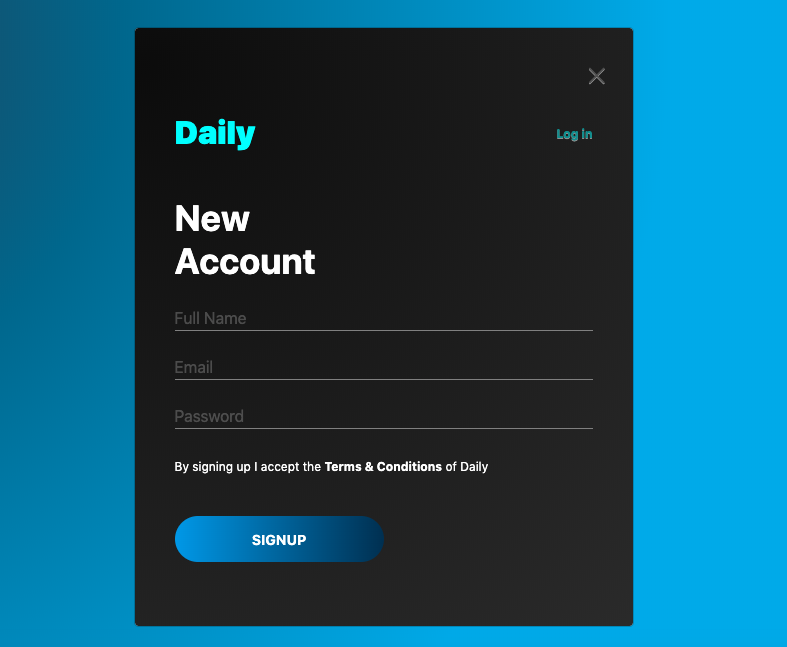 Daily
Log in
New
Account
Full Name
Email
Password
By signing up I accept the Terms & Conditions of Daily
SIGNUP